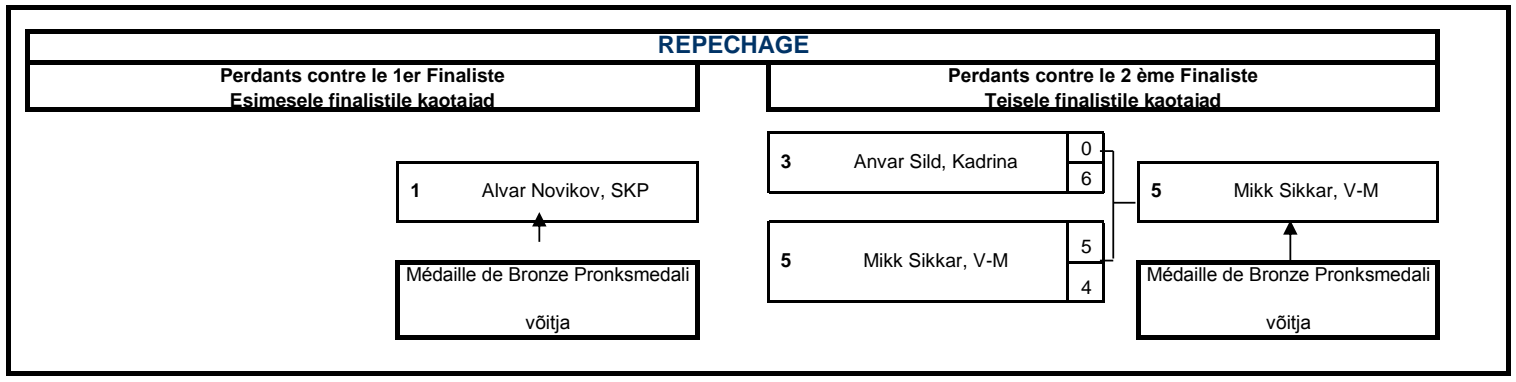 REPECHAGE
Perdants contre le 1er Finaliste
Esimesele finalistile kaotajad
Perdants contre le 2 ème Finaliste
Teisele finalistile kaotajad
3 Anvar Sild, Kadrina 0
6
1 Alvar Novikov, SKP
5 Mikk Sikkar, V-M
5 Mikk Sikkar, V-M 5
4
Médaille de Bronze Pronksmedali
võitja
Médaille de Bronze Pronksmedali
võitja